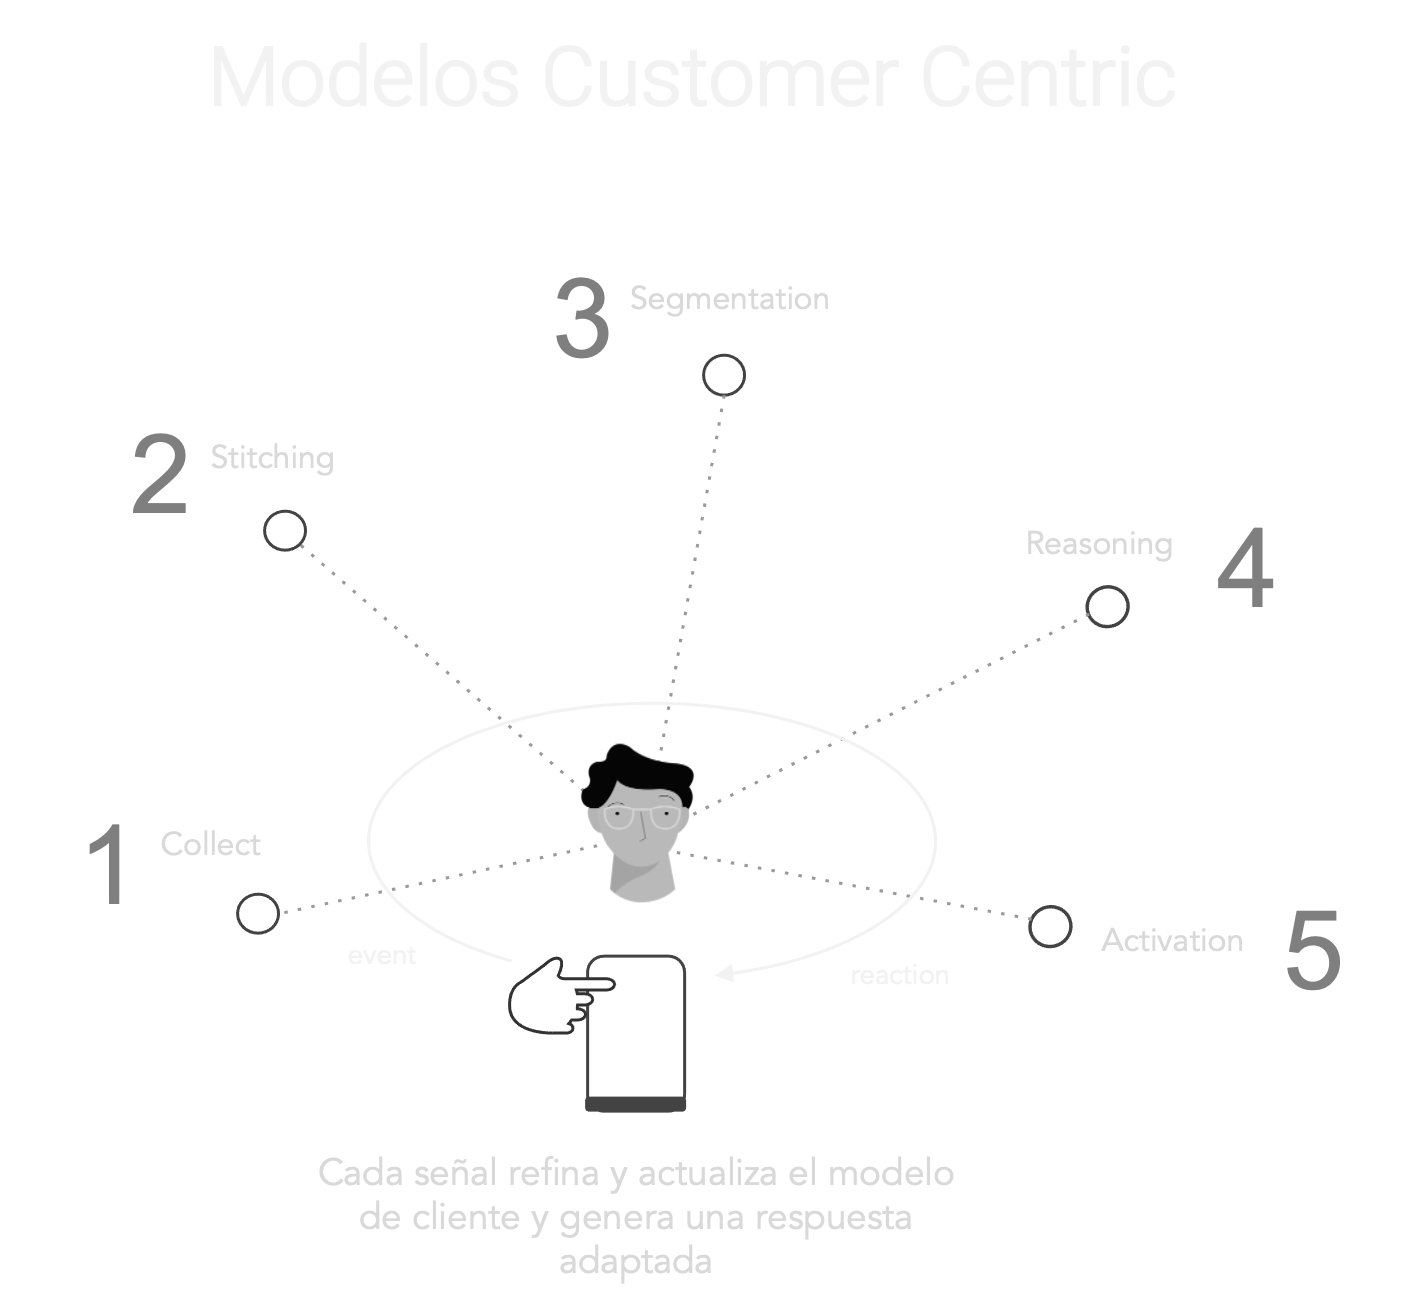 Modelos Customer Centric
3 Segmentation
2 Stitching
Reasoning 4
1 Collect
Activation 5
event
reaction
Cada señal refina y actualiza el modelo
de cliente y genera una respuesta
adaptada